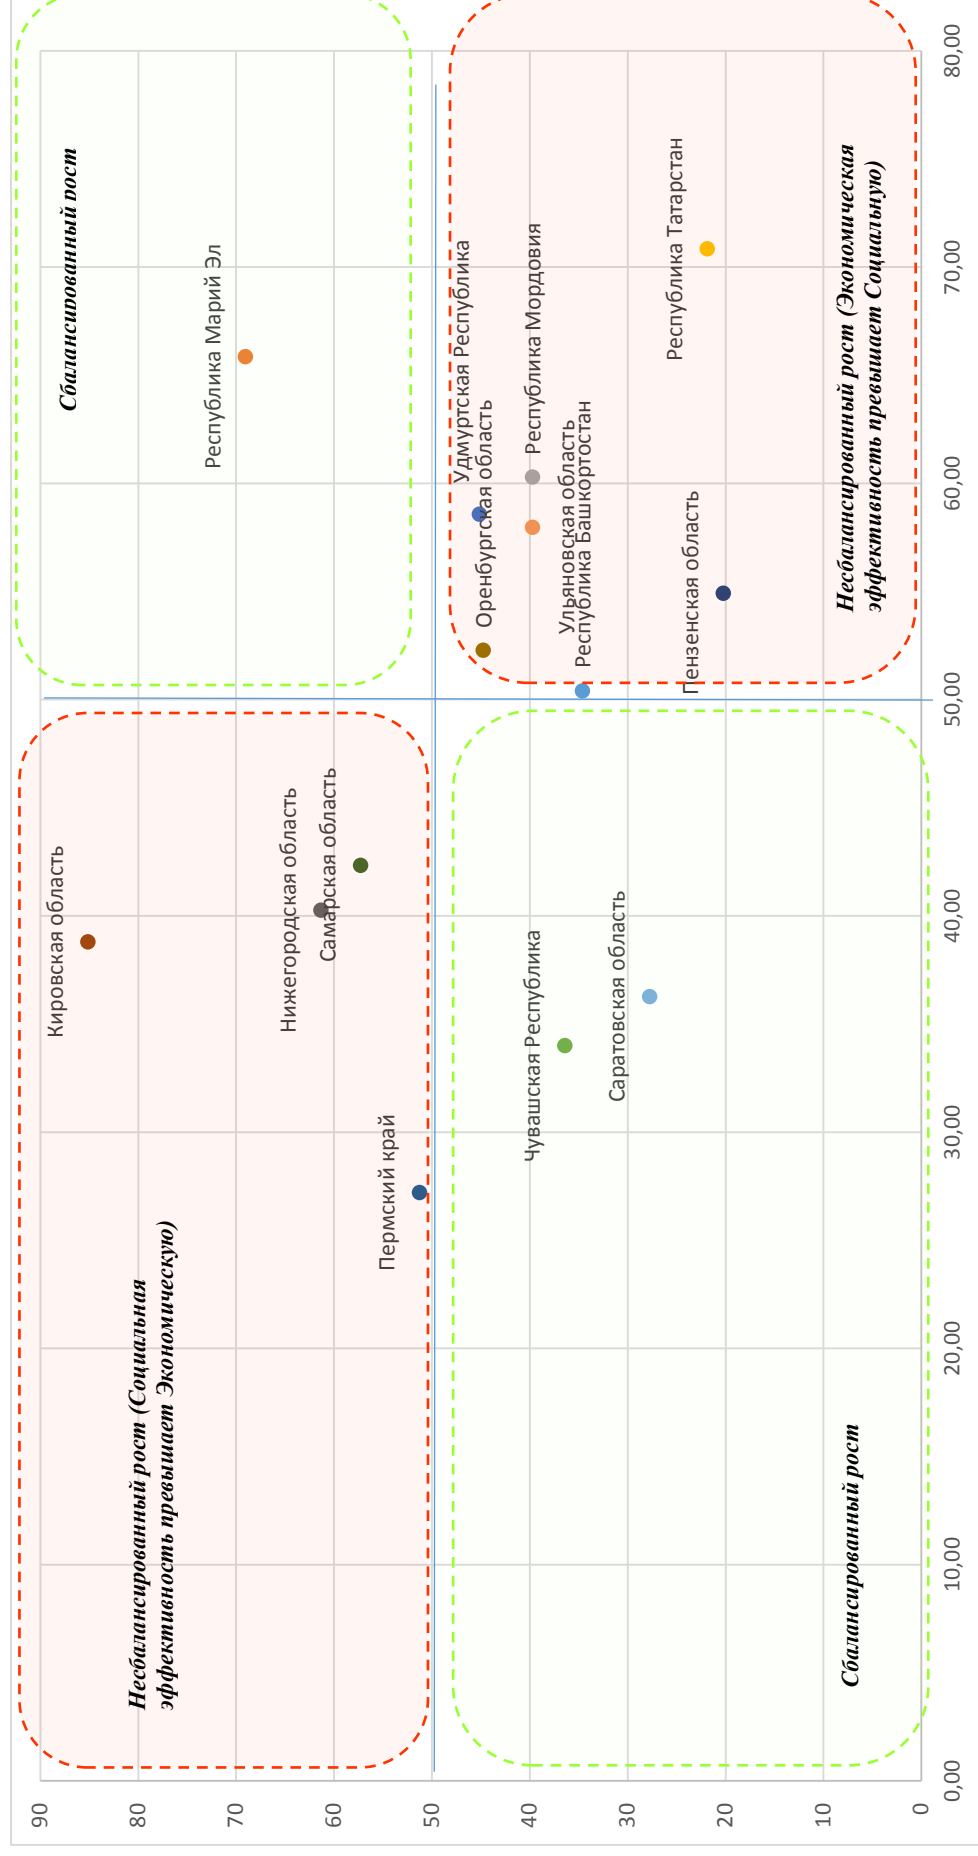 Сбалансированный рост
Кировская область
Республика Марий Эл
Нижегородская область
Самарская область
Несбалансированный рост (Социальная
эффективность превышает Экономическую)
Пермский край
Удмуртская Республика
Оренбургская область
Республика Мордовия
Ульяновская область
Республика Башкортостан
Чувашская Республика
Саратовская область
Республика Татарстан
Пензенская область
Несбалансированный рост (Экономическая
эффективность превышает Социальную)
Сбалансированный рост
90
80
70
60
50
40
30
20
10
0
0,00
10,00
20,00
30,00
40,00
50,00
60,00
70,00
80,00